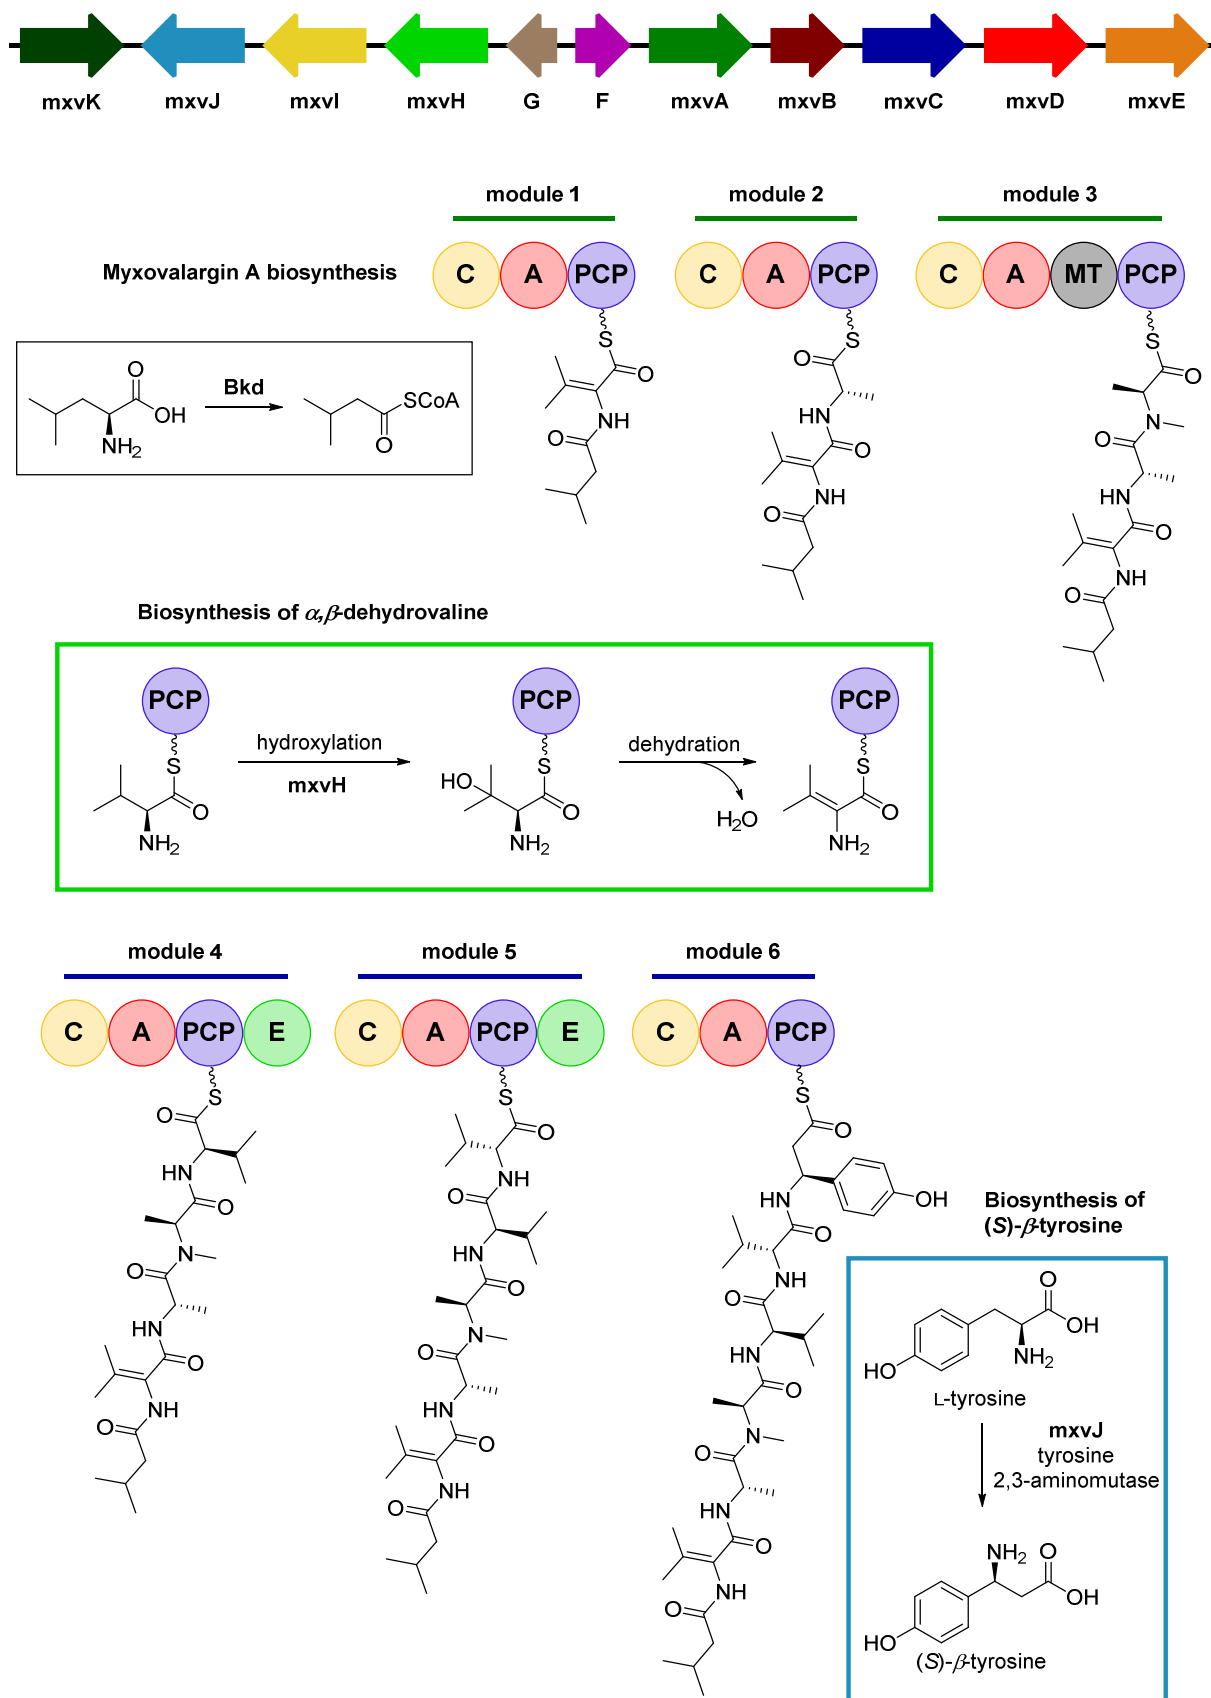 mxvK mxvJ mxvI mxvH G F mxvA mxvB mxvC mxvD mxvE
module 1 module 2 module 3
Myxovalargin A biosynthesis
C A PCP C A PCP C A MT PCP
S
O
NH
O
S
O
HN
O
NH
O
S
O
N
O
HN
O
NH
O
O
OH
NH2
Bkd
SCoA
O
Biosynthesis of α,β-dehydrovaline
PCP
S
O
NH2
hydroxylation
mxvH
PCP
S
HO
O
NH2
dehydration
H2O
PCP
S
O
NH2
module 4 module 5 module 6
C A PCP E C A PCP E C A PCP
S
O
HN
O
N
O
HN
O
NH
O
S
O
NH
O
HN
O
N
O
HN
O
NH
O
S
O
OH
HN
O
NH
O
HN
O
N
O
HN
O
NH
O
Biosynthesis of
(S)-β-tyrosine
O
OH
NH2
HO
L-tyrosine
mxvJ
tyrosine
2,3-aminomutase
NH2
O
OH
HO
(S)-β-tyrosine